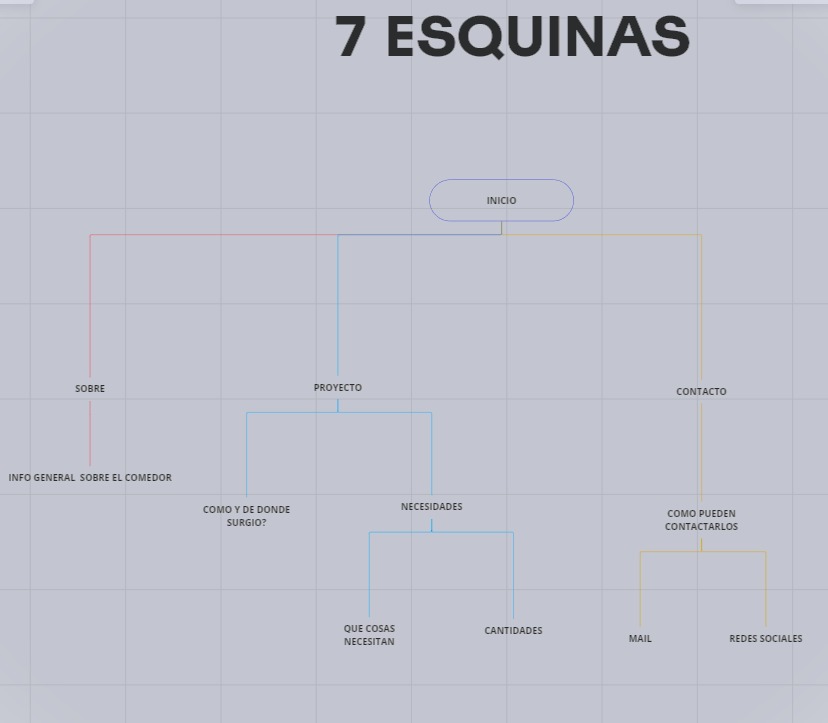 7 ESQUINAS
INICIO
SOBRE
PROYECTO
CONTACTO
INFO GENERAL SOBRE EL COMEDOR
COMO Y DE DONDE
SURGIO?
NECESIDADES
COMO PUEDEN
CONTACTARLOS
QUE COSAS
NECESITAN
CANTIDADES
MAIL
REDES SOCIALES